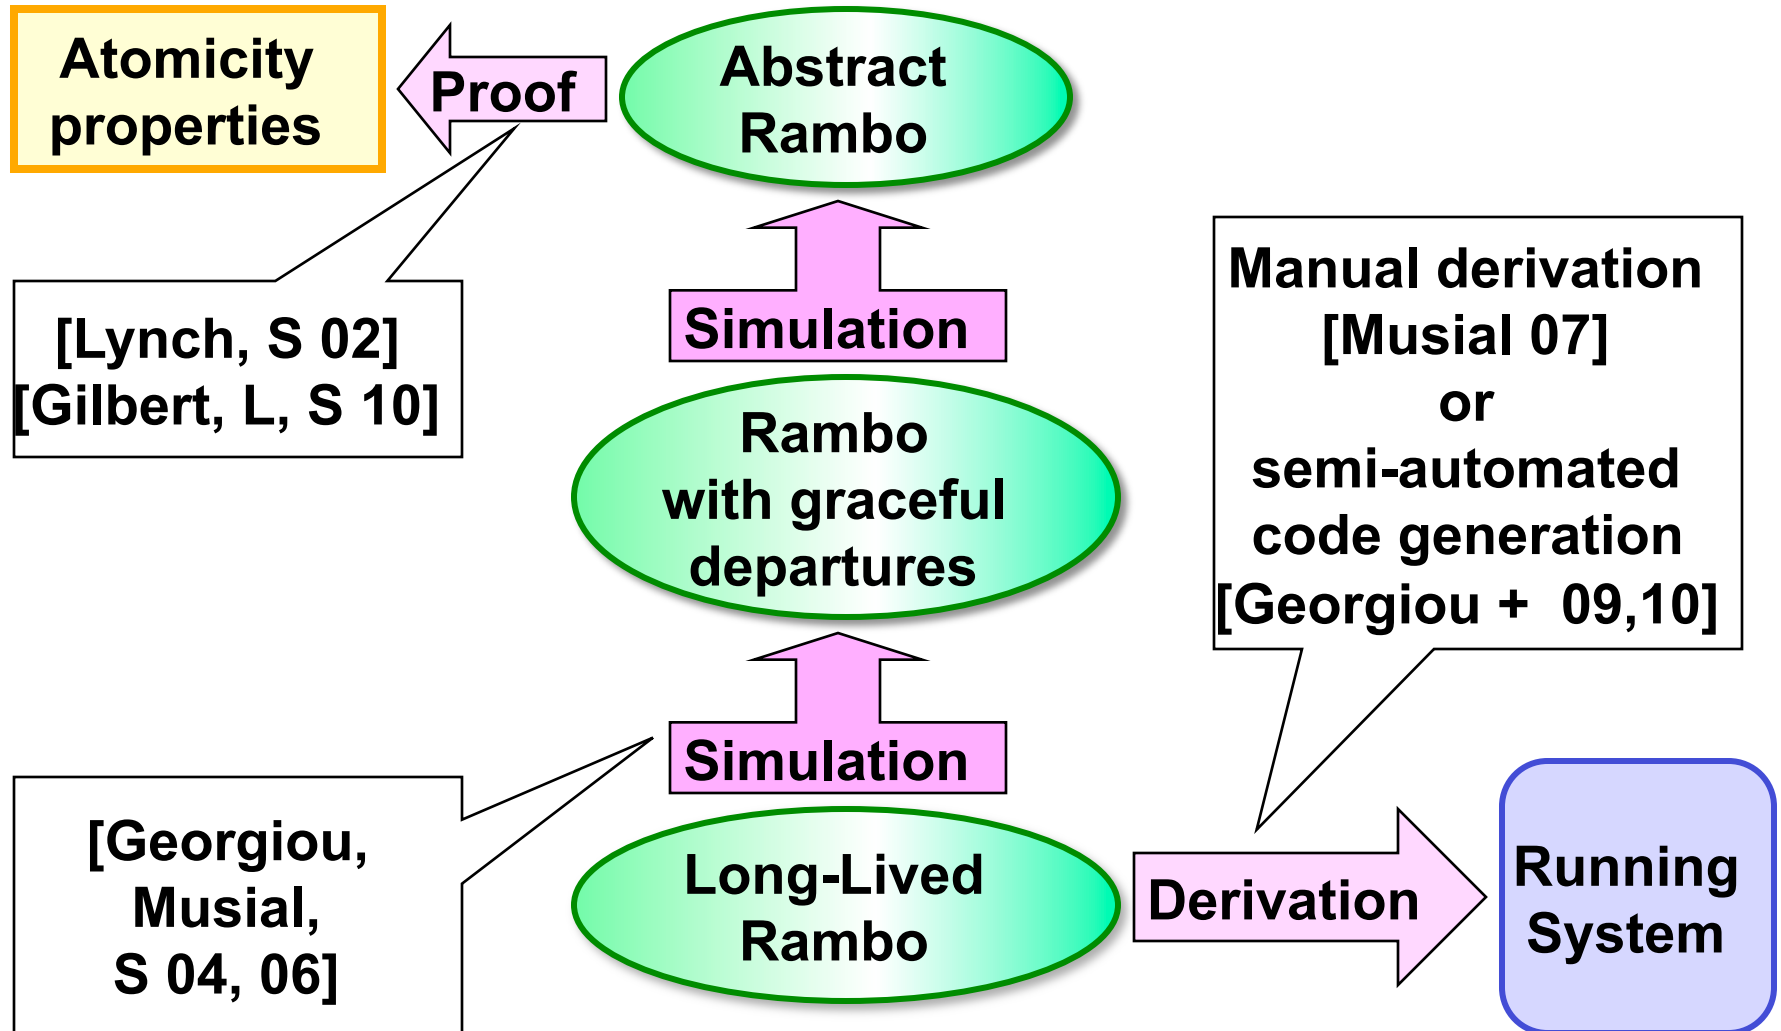 Atomicity
properties
Proof
Abstract
Rambo
[Lynch, S 02]
[Gilbert, L, S 10]
Simulation
Manual derivation
[Musial 07]
or
semi-automated
code generation
[Georgiou +  09,10]
Rambo
with graceful
departures
Simulation
[Georgiou,
Musial,
S 04, 06]
Long-Lived
Rambo
Derivation
Running
System